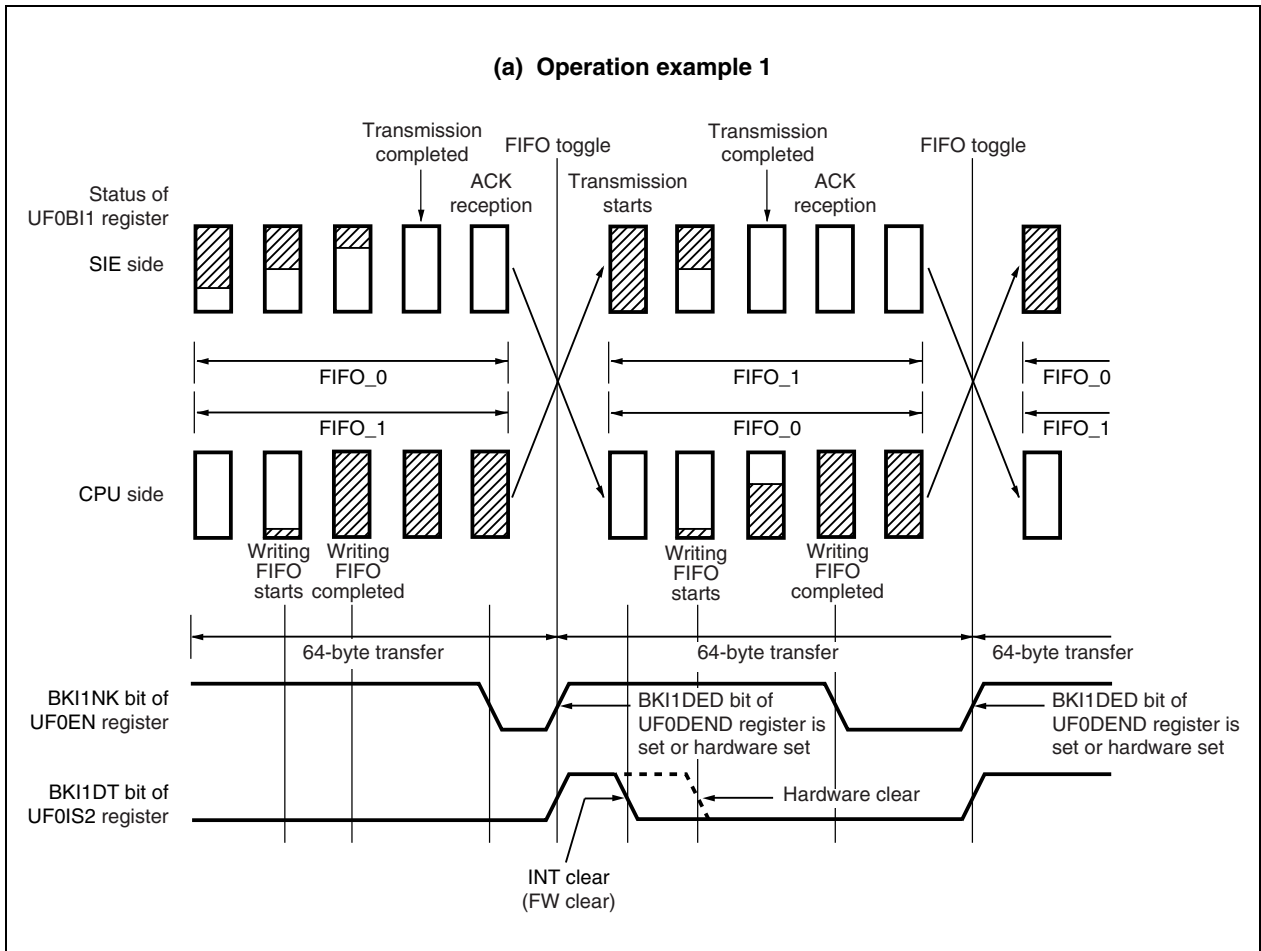 (a) Operation example 1
Transmission
completed
FIFO toggle
Transmission
completed
FIFO toggle
Status of
UF0BI1 register
ACK
reception
Transmission
starts
ACK
reception
SIE side
FIFO_0
FIFO_1
FIFO_0
FIFO_1
FIFO_0
FIFO_1
CPU side
Writing
FIFO
starts
Writing
FIFO
completed
Writing
FIFO
starts
Writing
FIFO
completed
64-byte transfer
64-byte transfer
64-byte transfer
BKI1NK bit of
UF0EN register
BKI1DED bit of
UF0DEND register is
set or hardware set
BKI1DED bit of
UF0DEND register is
set or hardware set
BKI1DT bit of
UF0IS2 register
Hardware clear
INT clear
(FW clear)